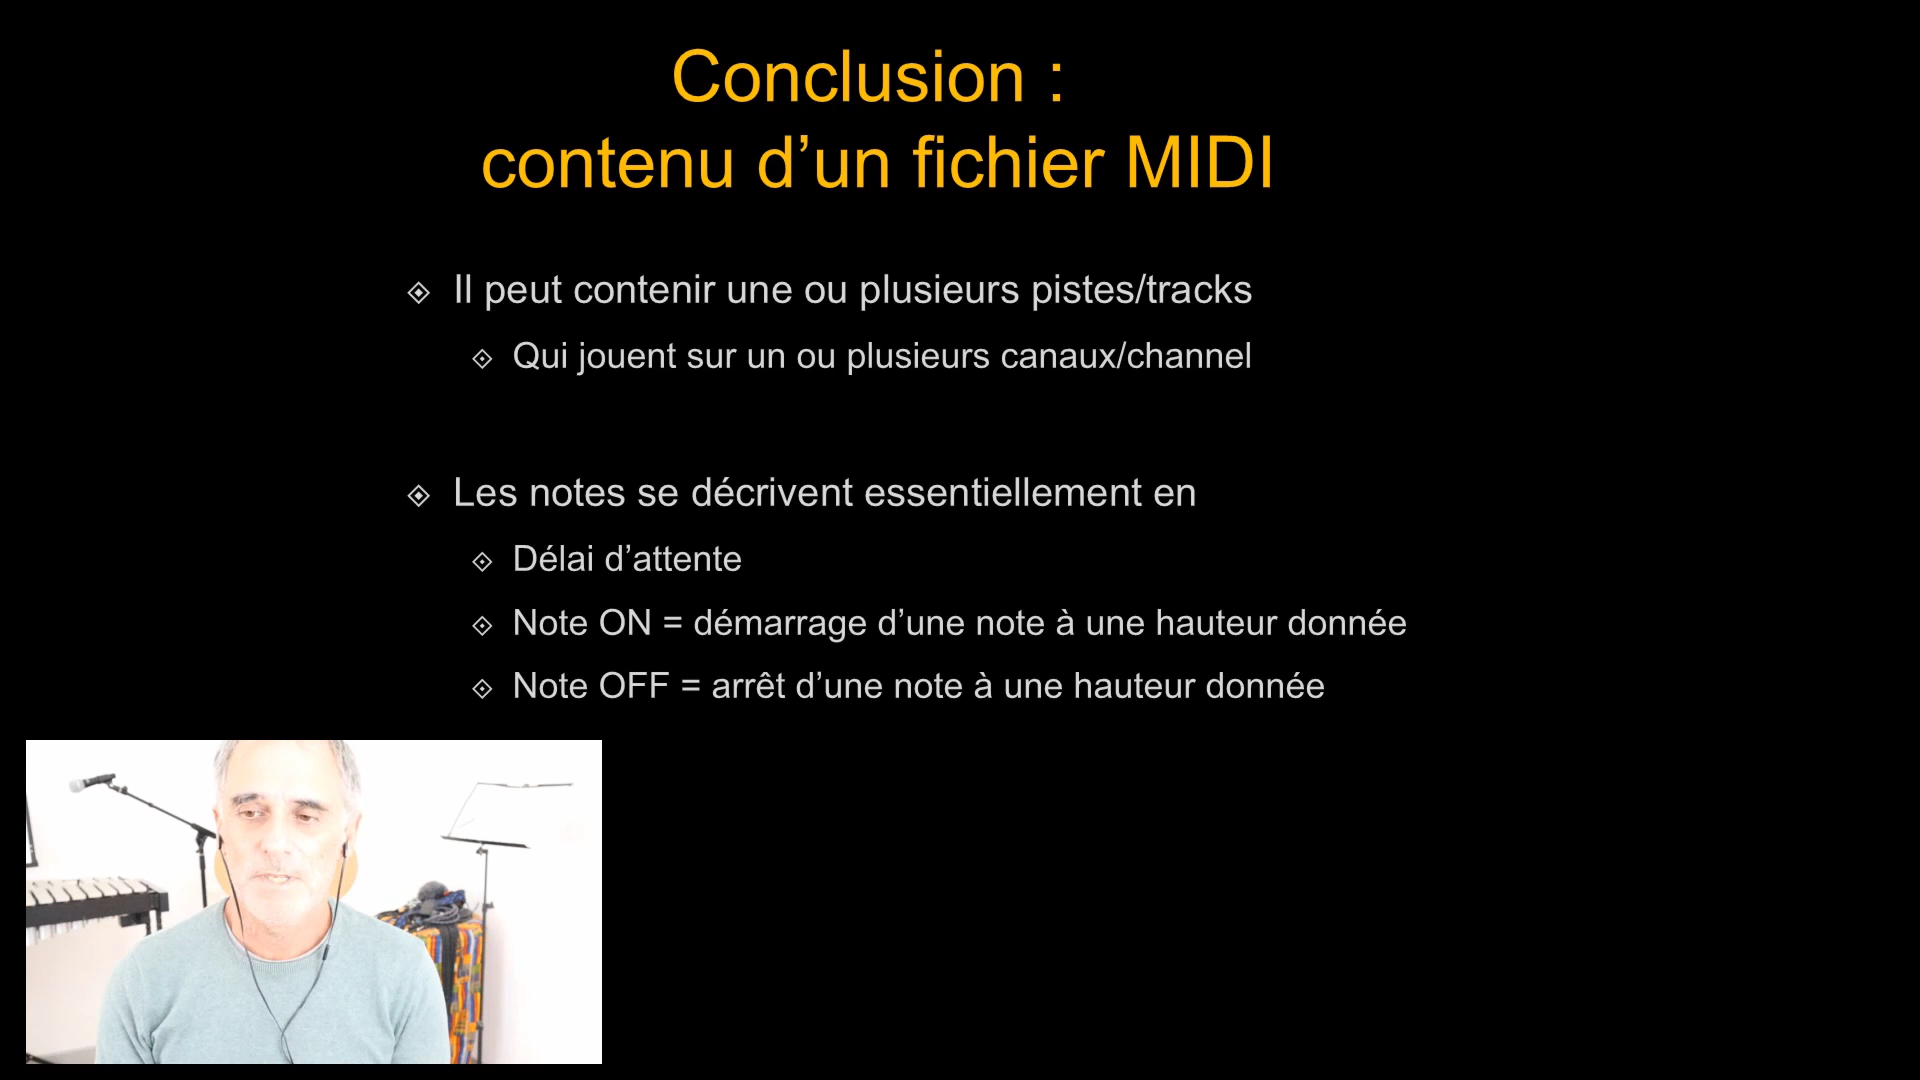 Conclusion :
contenu d’un fichier MIDI
Il peut contenir une ou plusieurs pistes/tracks
Qui jouent sur un ou plusieurs canaux/channel
Les notes se décrivent essentiellement en
Délai d’attente
Note ON = démarrage d’une note à une hauteur donnée
Note OFF = arrêt d’une note à une hauteur donnée